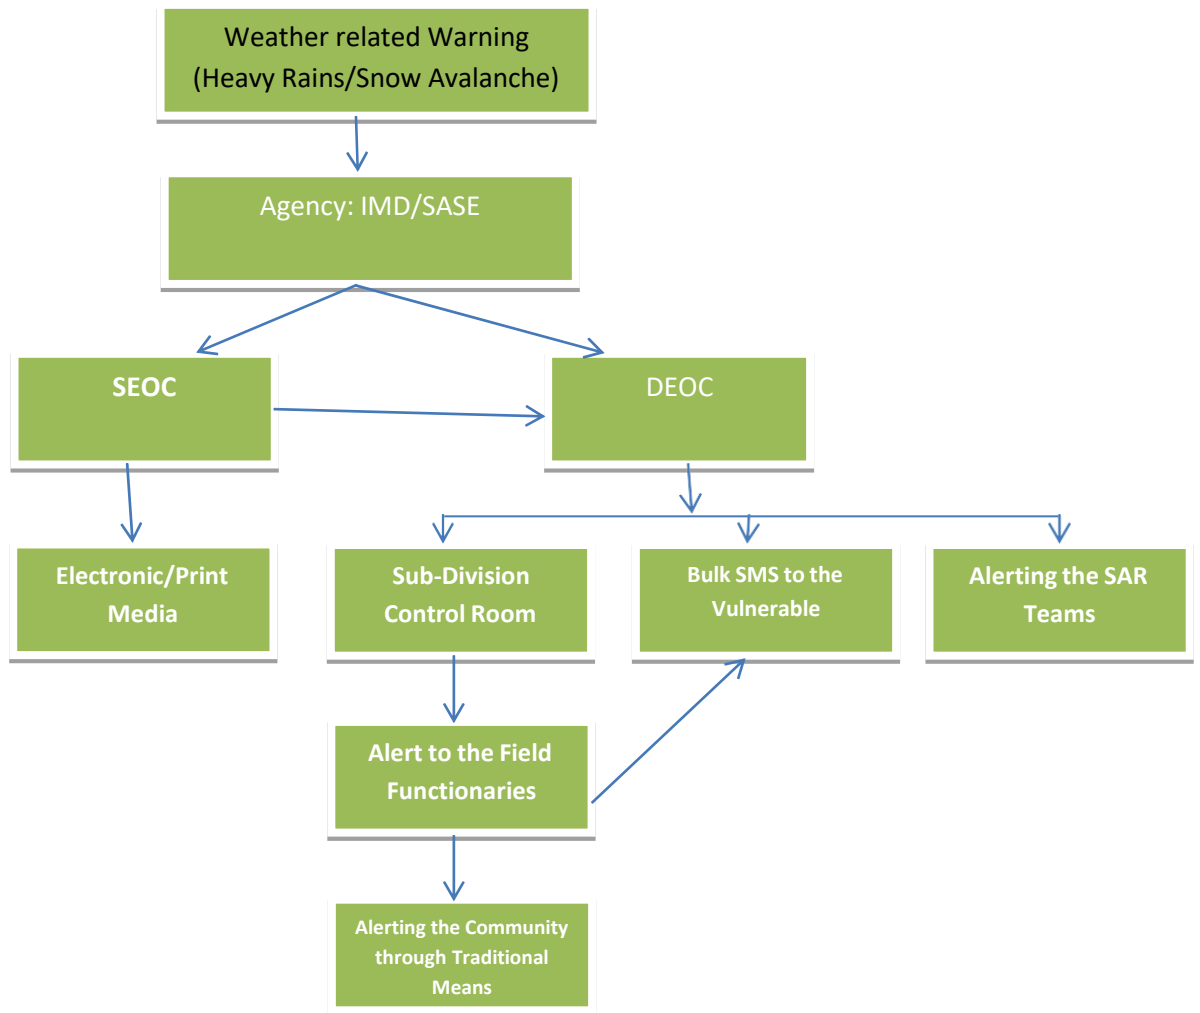 Weather related Warning
(Heavy Rains/Snow Avalanche)
Agency: IMD/SASE
SEOC
DEOC
Electronic/Print
Media
Sub-Division
Control Room
Bulk SMS to the
Vulnerable
Alerting the SAR
Teams
Alert to the Field
Functionaries
Alerting the Community
through Traditional
Means